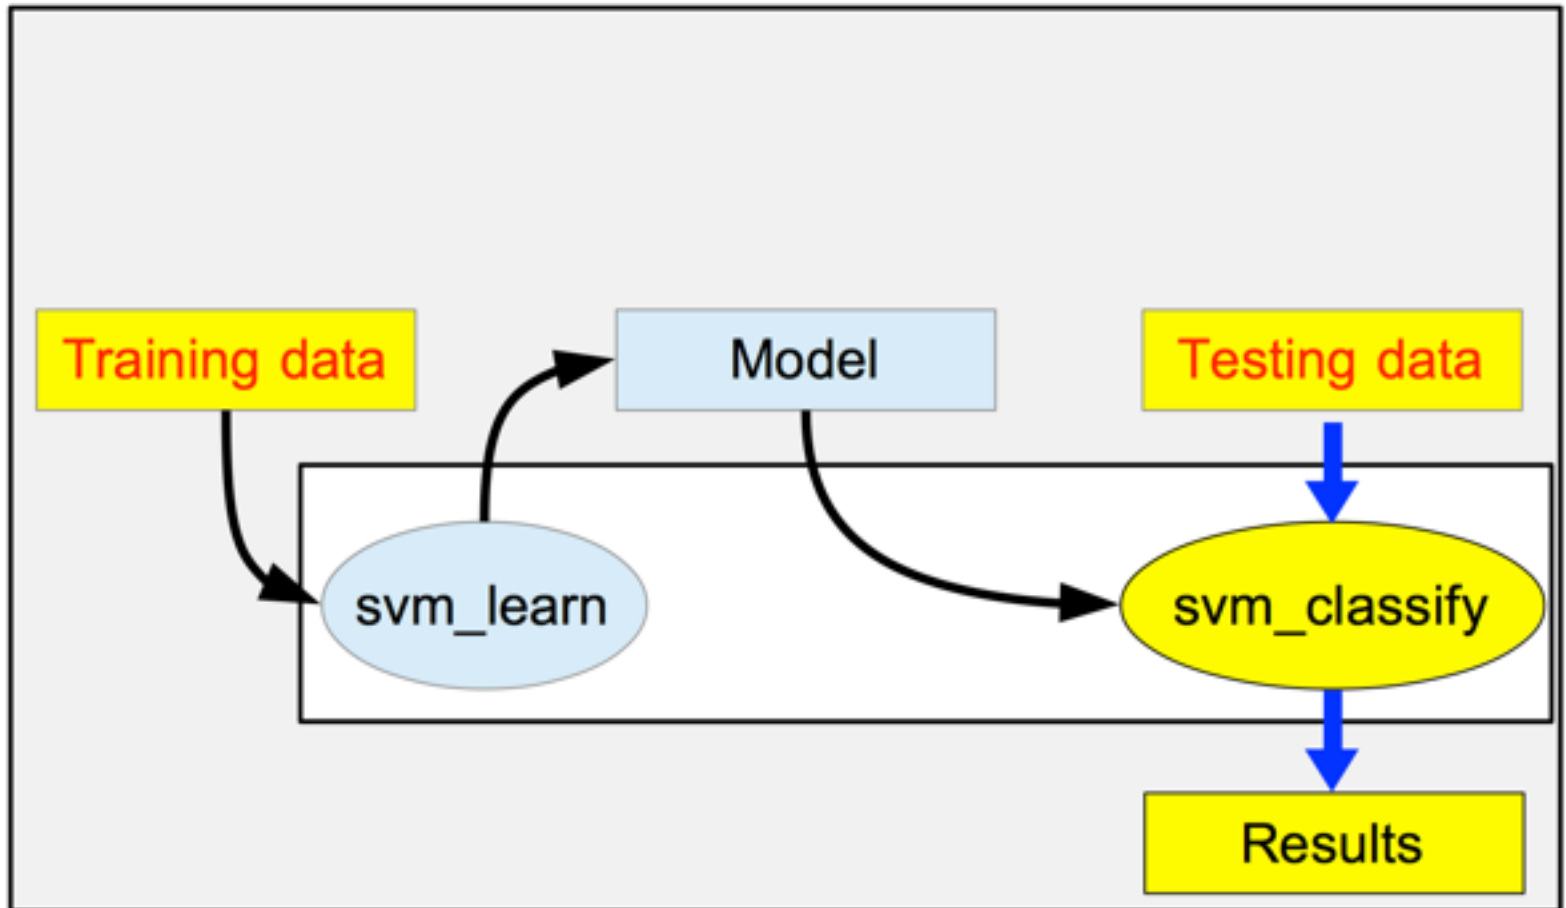 Training data
Model
Testing data
svm_learn
svm_classify
Results